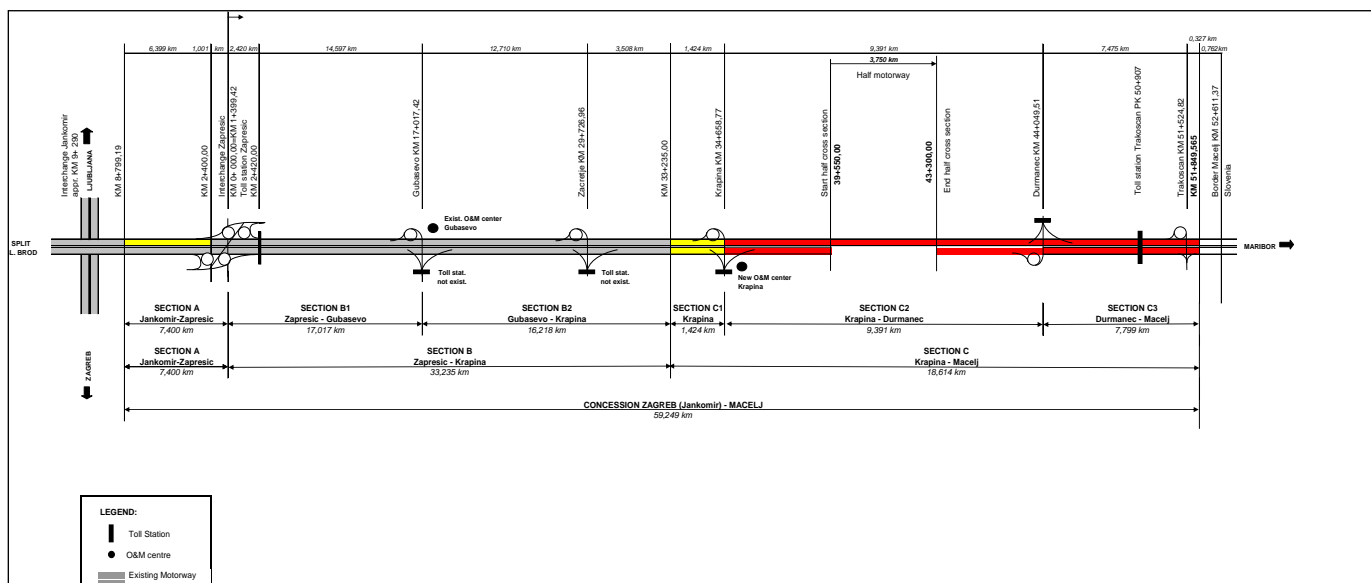 0,327 km
6,399 km 1,001 km 2,420 km 14,597 km 12,710 km 3,508 km 1,424 km 9,391 km 7,475 km 0,762km
3,750 km
Half motorway
Interchange Jankomir
appr. KM 9+ 290
LJUBLJANA
KM 8+799,19
KM 2+400,00
Interchange Zapresic
KM 0+ 000.00=KM 1+399,42
Toll station Zapresic
KM 2+420,00
Gubasevo KM 17+017,42
Zacretje KM 29+726,96
KM 33+235,00
Krapina KM 34+658,77
Start half cross section
39+550,00
43+300,00
End half cross section
Durmanec KM 44+049,51
Toll station Trakoscan PK 50+907
Trakoscan KM 51+524,82
KM 51+849,565
Border Macelj KM 52+611,37
Slovenia
Exist. O&M center
Gubasevo
SPLIT
L. BROD
MARIBOR
Toll stat.
not exist.
Toll stat.
not exist.
New O&M center
Krapina
SECTION A
Jankomir-Zapresic
7,400 km
SECTION B1
Zapresic - Gubasevo
17,017 km
SECTION B2
Gubasevo - Krapina
16,218 km
SECTION C1
Krapina
1,424 km
SECTION C2
Krapina - Durmanec
9,391 km
SECTION C3
Durmanec - Macelj
7,799 km
ZAGREB
SECTION A
Jankomir-Zapresic
7,400 km
SECTION B
Zapresic - Krapina
33,235 km
SECTION C
Krapina - Macelj
18,614 km
CONCESSION ZAGREB (Jankomir) - MACELJ
59,249 km
LEGEND:
Toll Station
O&M centre
Existing Motorway